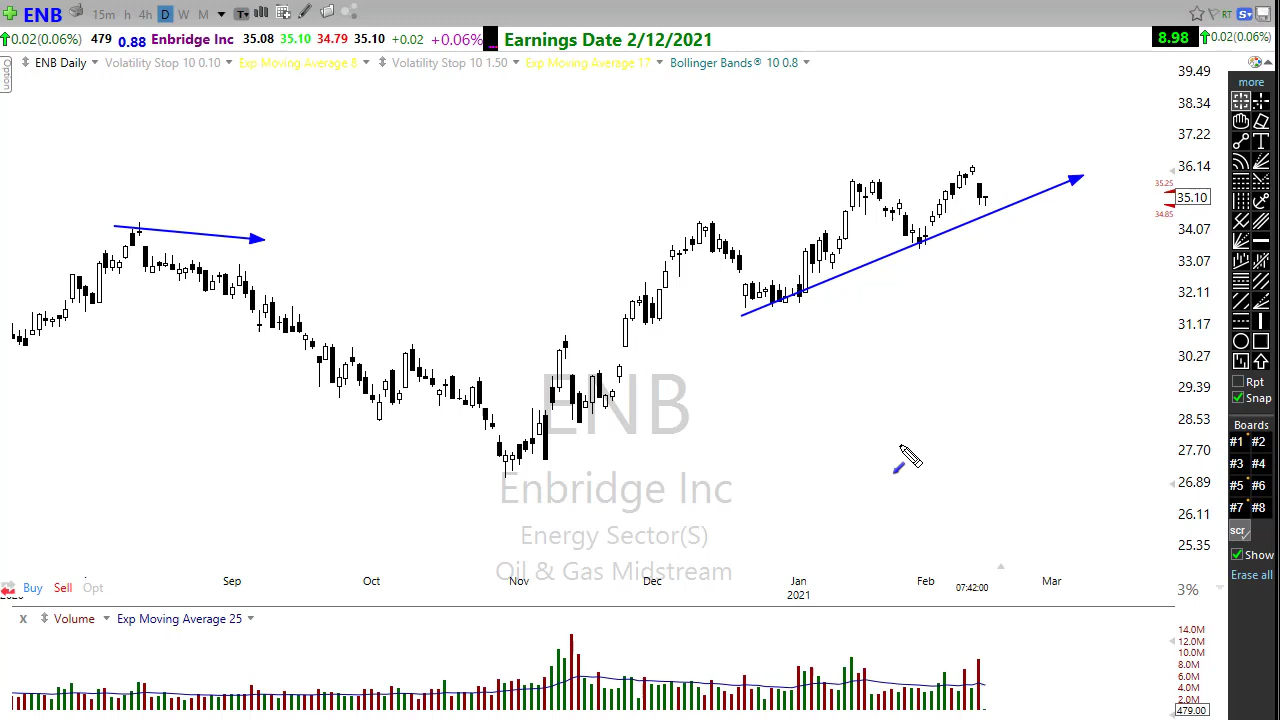 ENB 15m h 4h D W M T RT S
0.02(0.06%) 479 0.88 Enbridge Inc 35.08 35.10 34.79 35.10 +0.02 +0.06% Earnings Date 2/12/2021 8.98 0.02(0.06%)
Option
ENB Daily Volatility Stop 10 0.10 Exp Moving Average 8 Volatility Stop 10 1.50 Exp Moving Average 17 Bollinger Bands® 10 0.8
39.49
38.34
37.22
36.14
35.25
35.10
34.85
34.07
33.07
32.11
31.17
30.27
29.39
28.53
27.70
26.89
26.11
25.35
3%
ENB
Enbridge Inc
Energy Sector(S)
Oil & Gas Midstream
Buy Sell Opt
Sep Oct Nov Dec Jan Feb Mar
2021 07:42:00
X Volume Exp Moving Average 25
14.0M
12.0M
10.0M
8.0M
6.0M
4.0M
2.0M
479.00
more
T
Rpt
Snap
Boards
#1 #2
#3 #4
#5 #6
#7 #8
scr
Show
Erase all